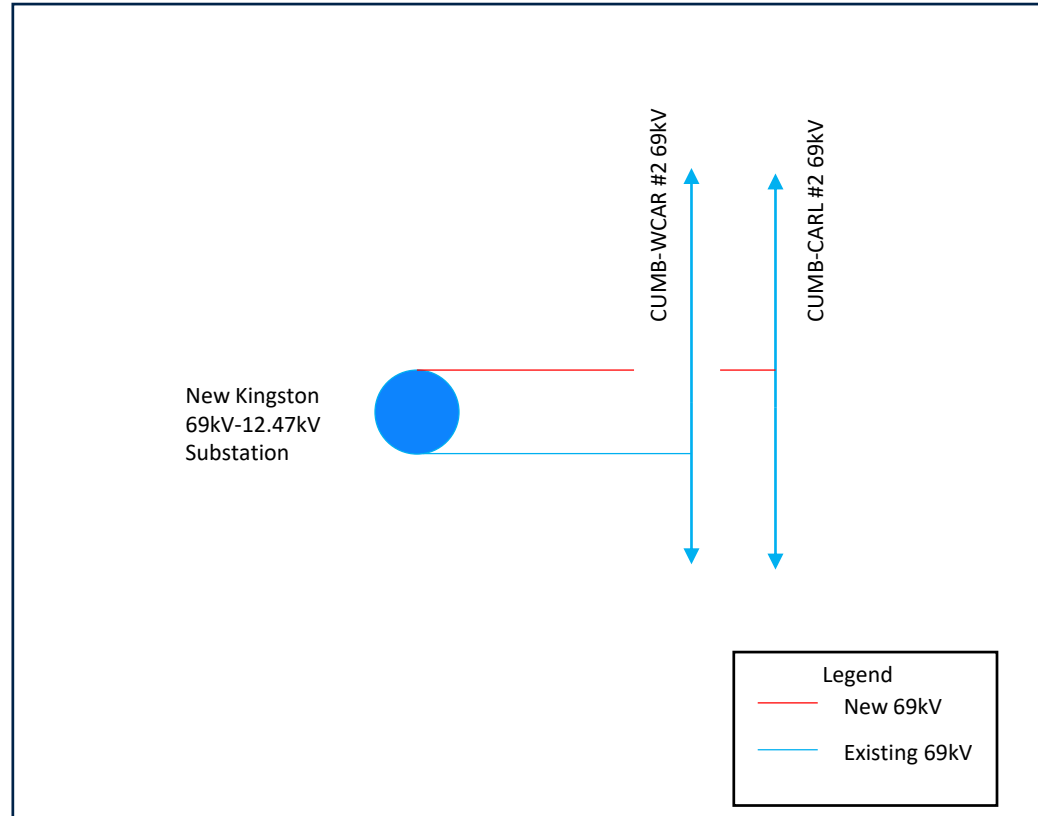 CUMB-WCAR #2 69kV
CUMB-CARL #2 69kV
New Kingston
69kV-12.47kV
Substation
Legend
New 69kV
Existing 69kV